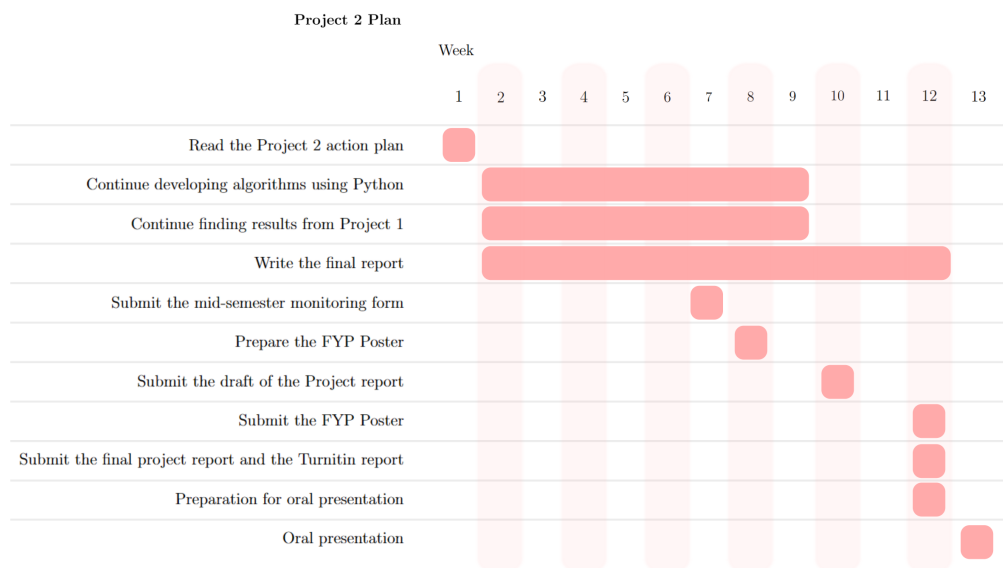 Project 2 Plan
Week
1 2 3 4 5 6 7 8 9 10 11 12 13
Read the Project 2 action plan
Continue developing algorithms using Python
Continue finding results from Project 1
Write the final report
Submit the mid-semester monitoring form
Prepare the FYP Poster
Submit the draft of the Project report
Submit the FYP Poster
Submit the final project report and the Turnitin report
Preparation for oral presentation
Oral presentation